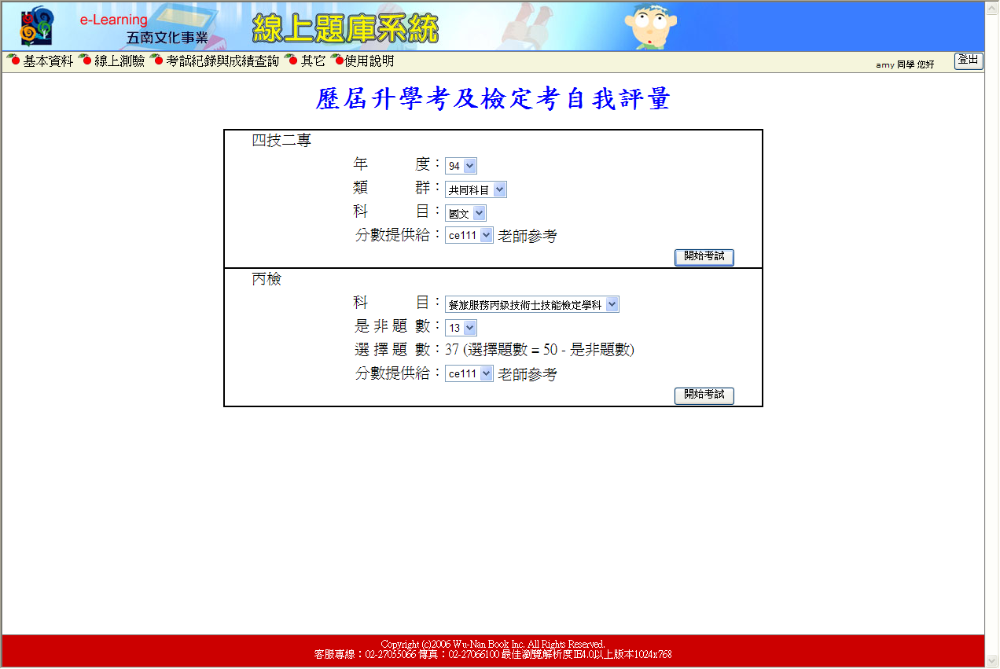 e-Learning
五南文化事業
線上題庫系統
基本資料 線上測驗 考試紀錄與成績查詢 其它 使用說明
amy 同學 您好 登出
歷屆升學考及檢定考自我評量
四技二專
年 度：94
類 群：共同科目
科 目：國文
分數提供給：ce111 老師參考
開始考試
丙檢
科 目：餐旅服務丙級技術士技能檢定學科
是 非 題 數：13
選 擇 題 數：37 (選擇題數 = 50 - 是非題數)
分數提供給：ce111 老師參考
開始考試
Copyright (c)2006 Wu-Nan Book Inc. All Rights Reserved.
客服專線：02-27055066 傳真：02-27066100 最佳瀏覽解析度IE4.0以上版本1024x768